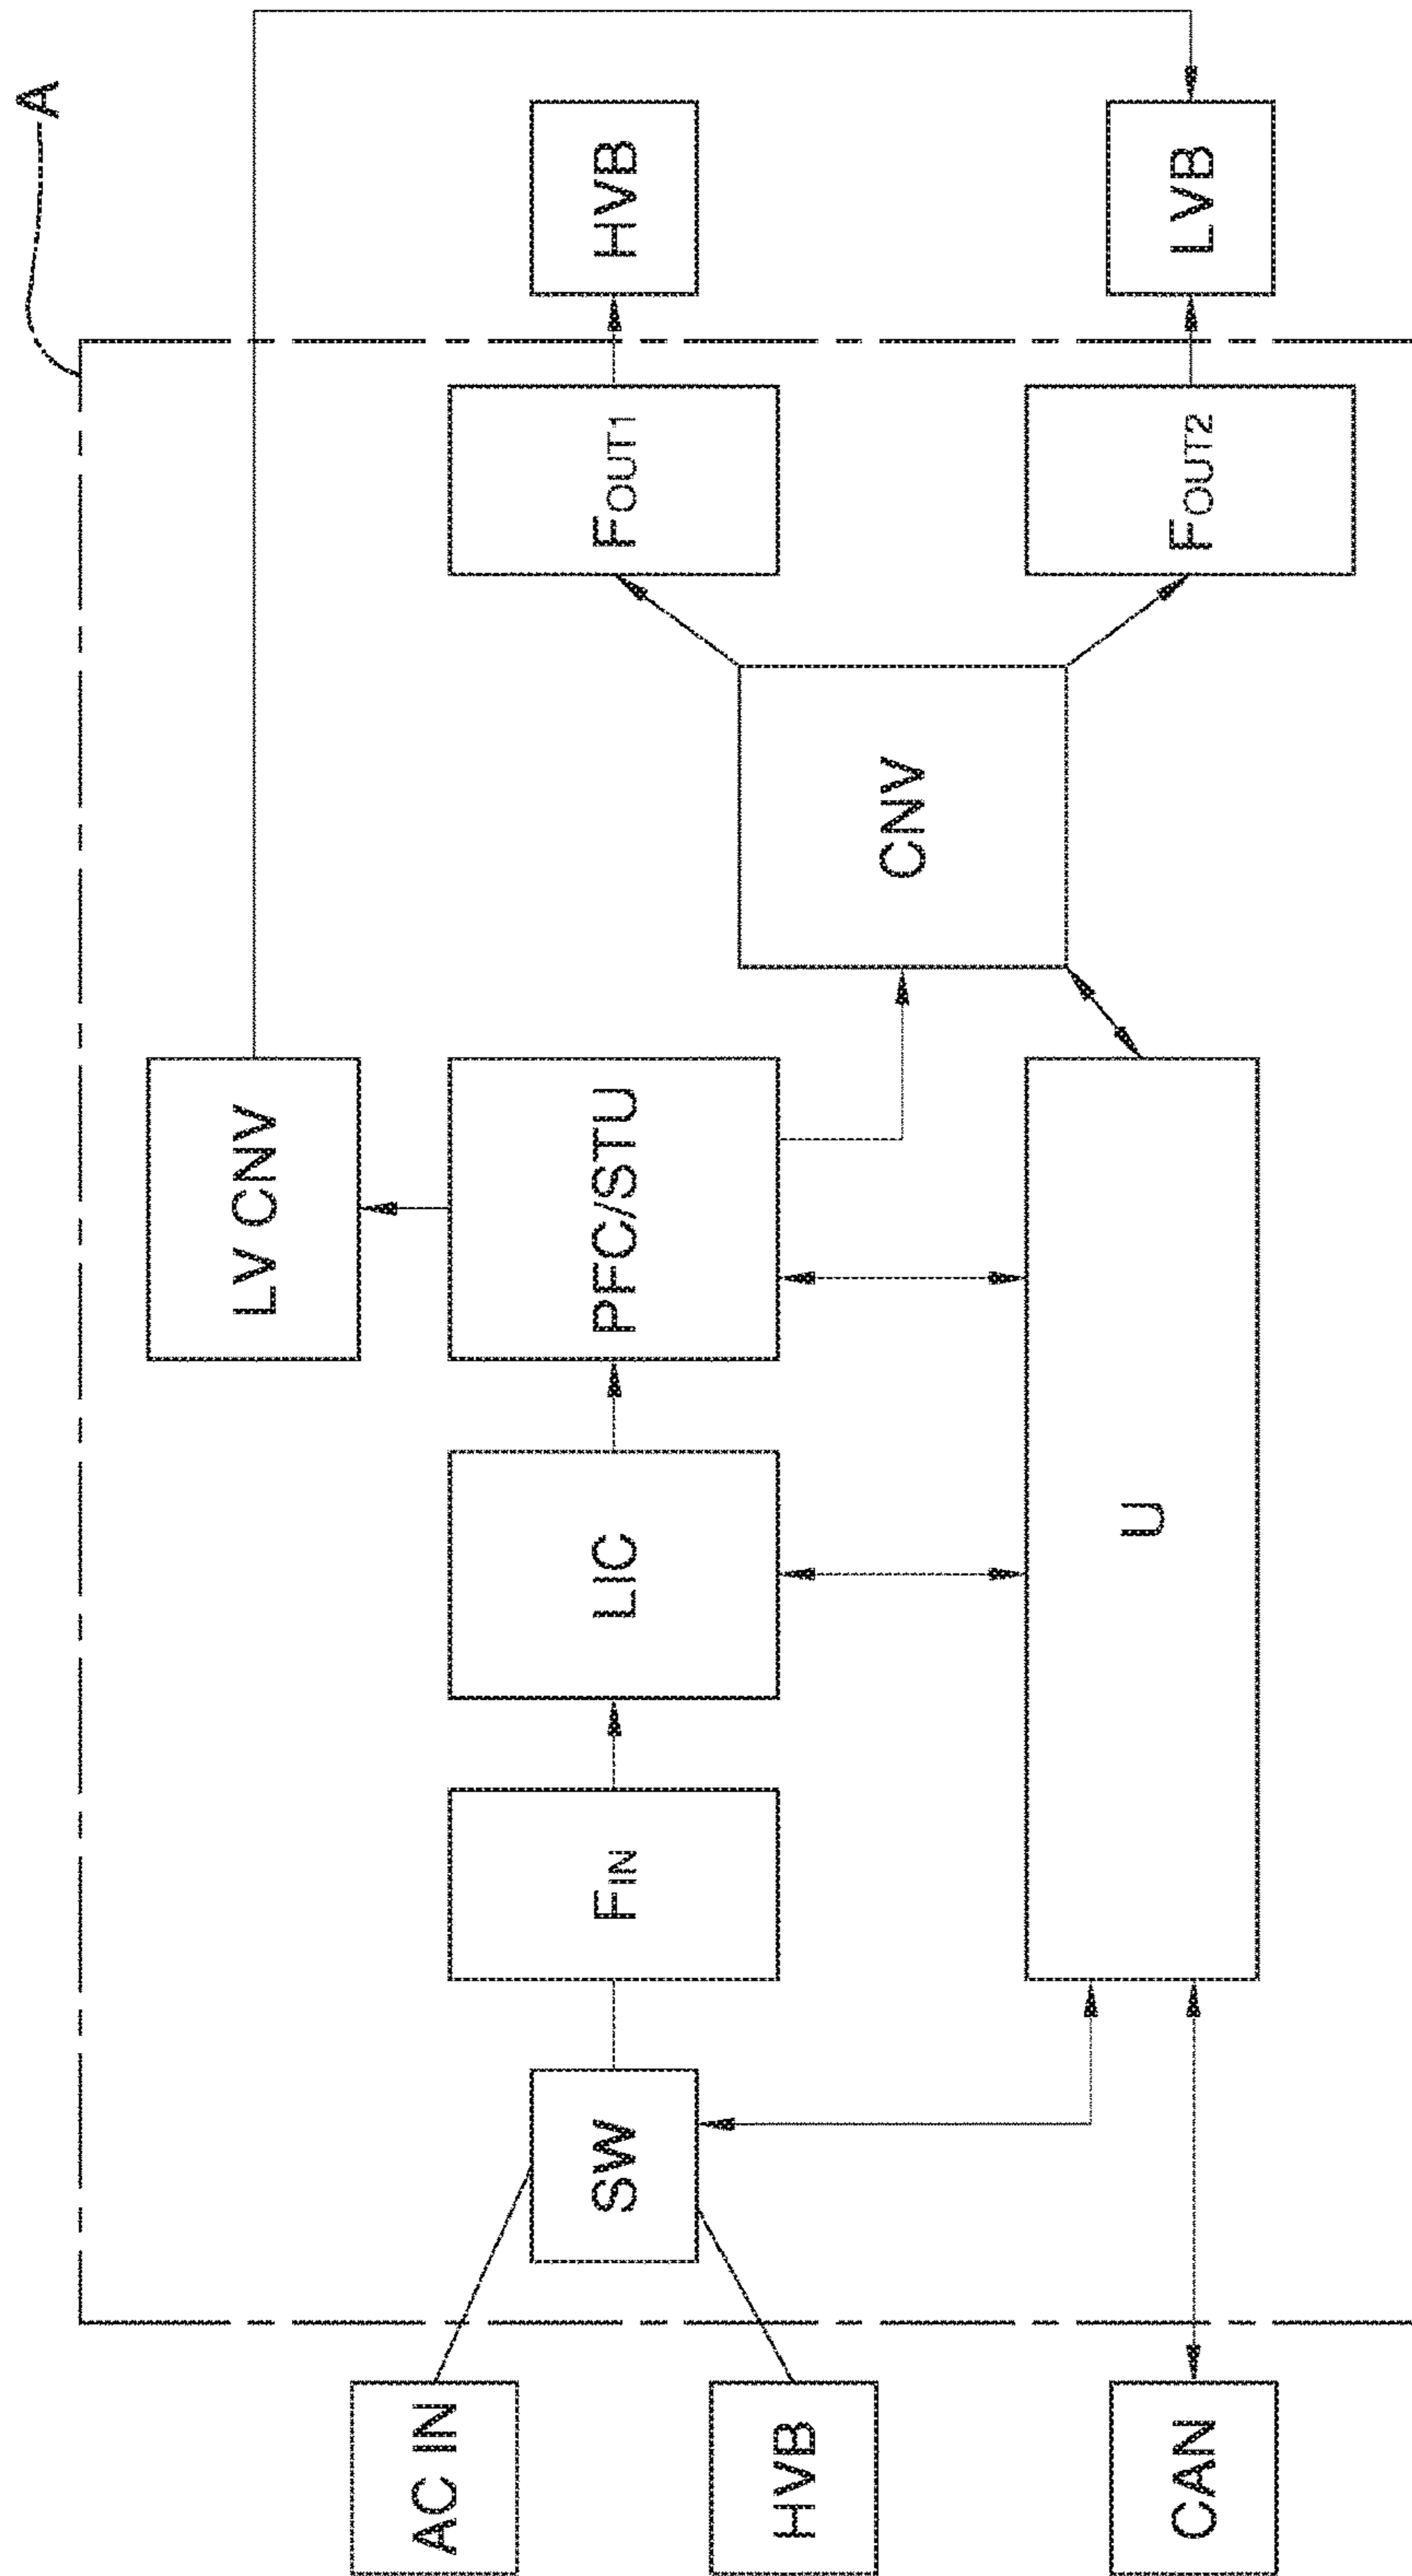 A
HVB
LVB
FOUT1
FOUT2
CNV
LV CNV
PFC/STU
LIC
U
FIN
SW
AC IN
HVB
CAN